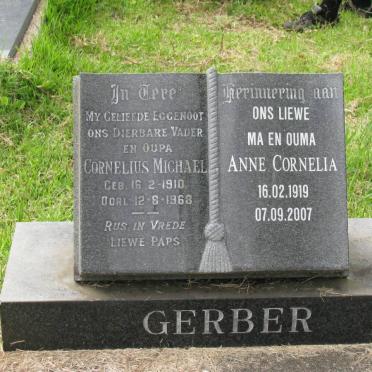 In Tere
My Geliefde Eggenoot
ons Dierbare Vader
en Oupa
Cornelius Michael
Geb. 16-2-1910
Oorl. 12-8-1968
Rus in Vrede
Liewe Paps
Herinnering aan
ONS LIEWE
MA EN OUMA
ANNE CORNELIA
16.02.1919
07.09.2007
GERBER